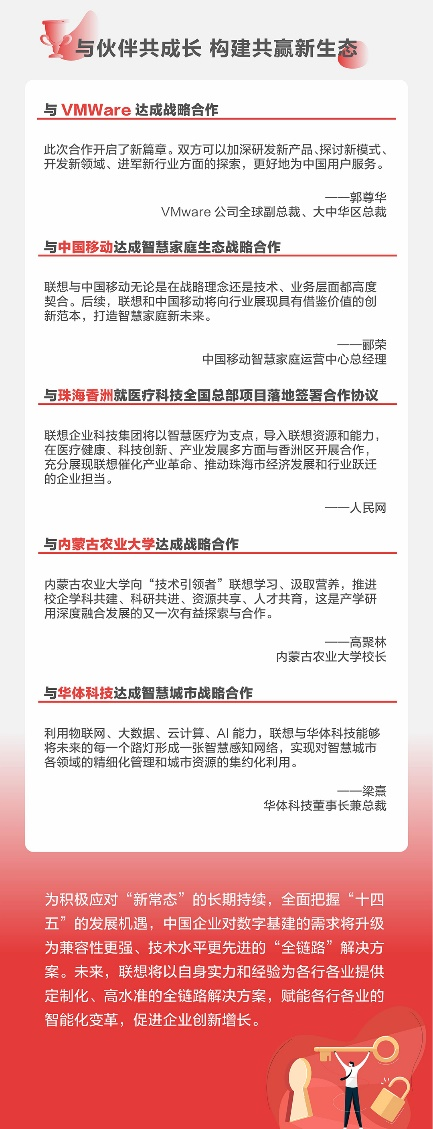 与伙伴共成长 构建共赢新生态
与 VMWare 达成战略合作
此次合作开启了新篇章。双方可以加深研发新产品、探讨新模式、
开发新领域、进军新行业方面的探索，更好地为中国用户服务。
——郭尊华
VMware 公司全球副总裁、大中华区总裁
与中国移动达成智慧家庭生态战略合作
联想与中国移动无论是在战略理念还是技术、业务层面都高度
契合。后续，联想和中国移动将向行业展现具有借鉴价值的创
新范本，打造智慧家庭新未来。
——郦荣
中国移动智慧家庭运营中心总经理
与珠海香洲就医疗科技全国总部项目落地签署合作协议
联想企业科技集团将以智慧医疗为支点，导入联想资源和能力，
在医疗健康、科技创新、产业发展多方面与香洲区开展合作，
充分展现联想催化产业革命、推动珠海市经济发展和行业跃迁
的企业担当。
——人民网
与内蒙古农业大学达成战略合作
内蒙古农业大学向“技术引领者”联想学习、汲取营养，推进
校企学科共建、科研共进、资源共享、人才共育，这是产学研
用深度融合发展的又一次有益探索与合作。
——高聚林
内蒙古农业大学校长
与华体科技达成智慧城市战略合作
利用物联网、大数据、云计算、AI 能力，联想与华体科技能够
将未来的每一个路灯形成一张智慧感知网络，实现对智慧城市
各领域的精细化管理和城市资源的集约化利用。
——梁熹
华体科技董事长兼总裁
为积极应对“新常态”的长期持续，全面把握“十四
五”的发展机遇，中国企业对数字基建的需求将升级
为兼容性更强、技术水平更先进的“全链路”解决方
案。未来，联想将以自身实力和经验为各行各业提供
定制化、高水准的全链路解决方案，赋能各行各业的
智能化变革，促进企业创新增长。